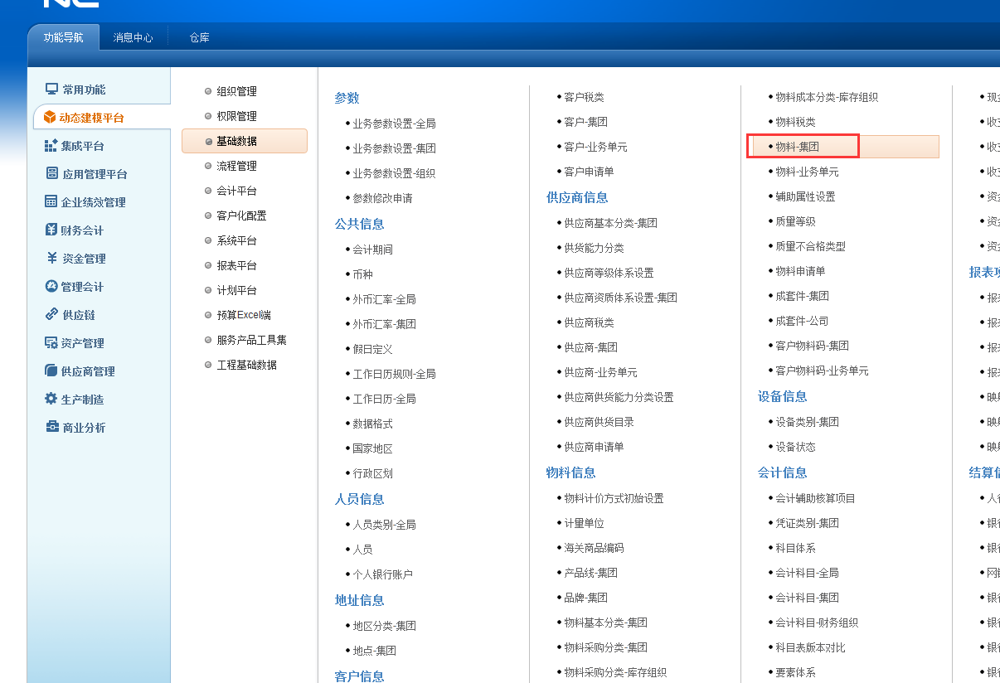 NC
功能导航
消息中心
仓库
常用功能
动态建模平台
集成平台
应用管理平台
企业绩效管理
财务会计
资金管理
管理会计
供应链
资产管理
供应商管理
生产制造
商业分析
组织管理
权限管理
基础数据
流程管理
会计平台
客户化配置
系统平台
报表平台
计划平台
预算Excel端
服务产品工具集
工程基础数据
参数
业务参数设置-全局
业务参数设置-集团
业务参数设置-组织
参数修改申请
公共信息
会计期间
币种
外币汇率-全局
外币汇率-集团
假日定义
工作日历规则-全局
工作日历-全局
数据格式
国家地区
行政区划
人员信息
人员类别-全局
人员
个人银行账户
地址信息
地区分类-集团
地点-集团
客户信息
客户税类
客户-集团
客户-业务单元
客户申请单
供应商信息
供应商基本分类-集团
供货能力分类
供应商等级体系设置
供应商资质体系设置-集团
供应商税类
供应商-集团
供应商-业务单元
供应商供货能力分类设置
供应商供货目录
供应商申请单
物料信息
物料计价方式初始设置
计量单位
海关商品编码
产品线-集团
品牌-集团
物料基本分类-集团
物料采购分类-集团
物料采购分类-库存组织
物料成本分类-库存组织
物料税类
物料-集团
物料-业务单元
辅助属性设置
质量等级
质量不合格类型
物料申请单
成套件-集团
成套件-公司
客户物料码-集团
客户物料码-业务单元
设备信息
设备类别-集团
设备状态
会计信息
会计辅助核算项目
凭证类别-集团
科目体系
会计科目-全局
会计科目-集团
会计科目-财务组织
科目表版本对比
要素体系
现
收
收
收
资
资
资
报表
报
报
报
报
映
映
映
结算
人
银
银
网
银
银
银
银